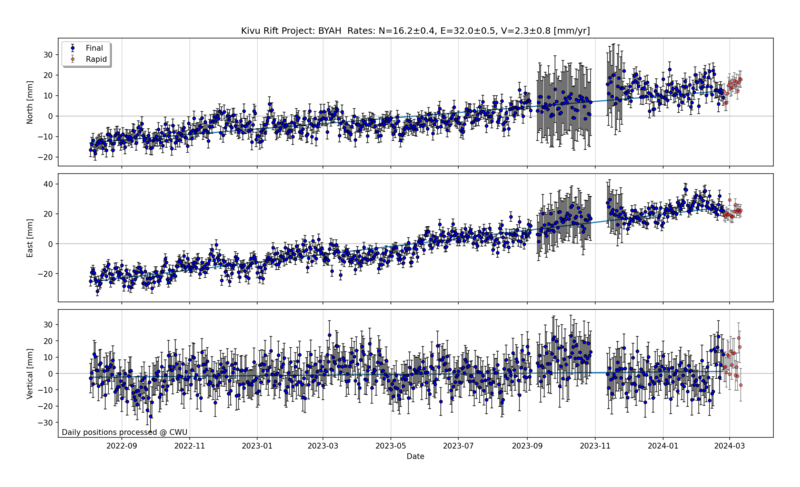 Kivu Rift Project: BYAH Rates: N=16.2±0.4, E=32.0±0.5, V=2.3±0.8 [mm/yr]
Final
Rapid
North [mm]
30
20
10
0
−10
−20
East [mm]
40
20
0
−20
Vertical [mm]
30
20
10
0
−10
−20
−30
Daily positions processed @ CWU
2022-09 2022-11 2023-01 2023-03 2023-05 2023-07 2023-09 2023-11 2024-01 2024-03
Date